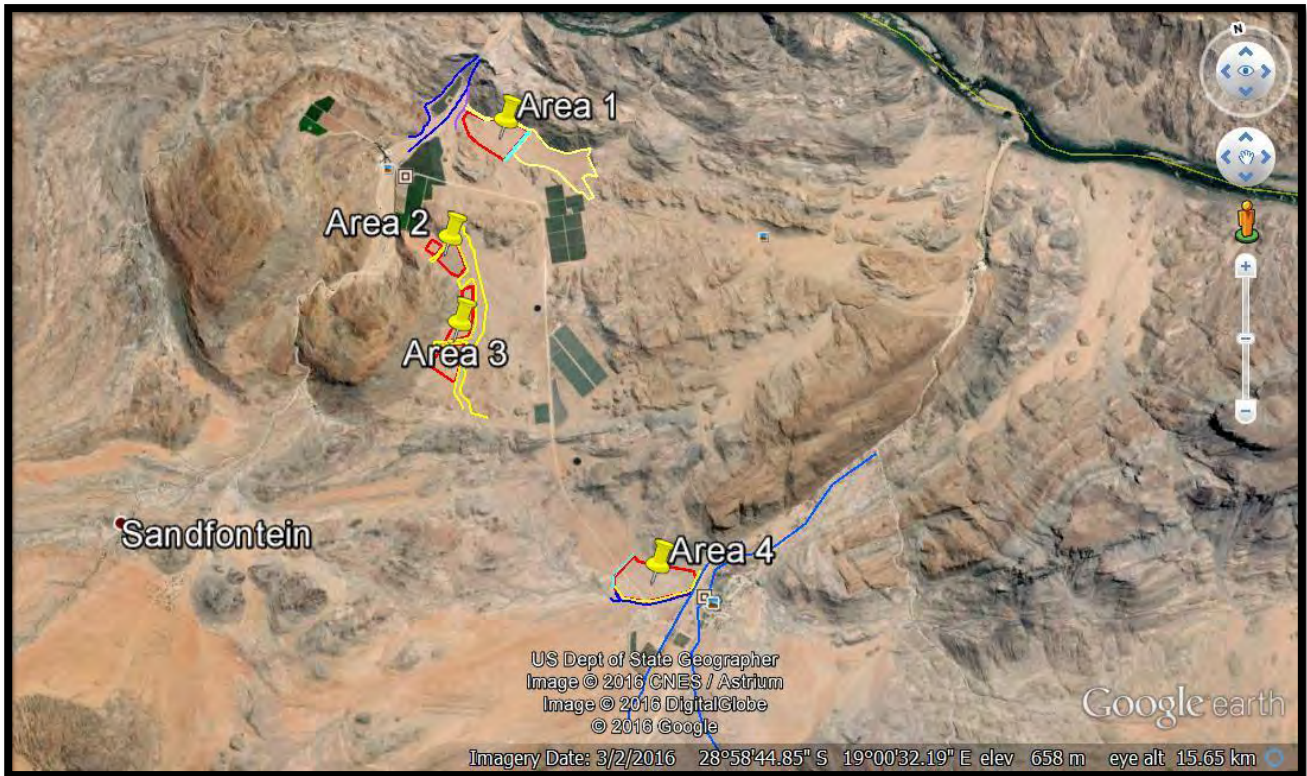 N
Area 1
Area 2
Area 3
Sandfontein
Area 4
US Dept of State Geographer
Image © 2016 CNES / Astrium
Image © 2016 DigitalGlobe
© 2016 Google
Google earth
Imagery Date: 3/2/2016 28°58'44.85" S 19°00'32.19" E elev 658 m eye alt 15.65 km